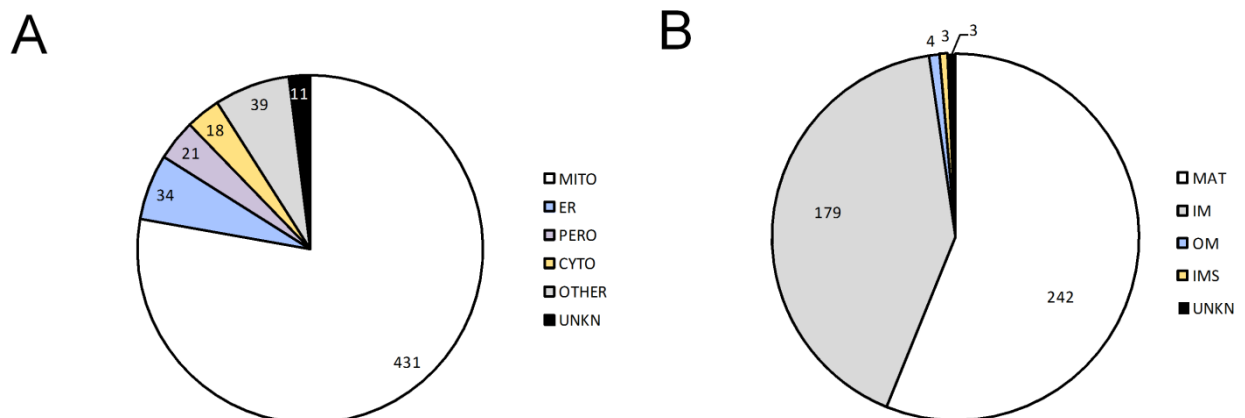 A
11
39
18
21
34
431
MITO
ER
PERO
CYTO
OTHER
UNKN
B
4 3 3
179
242
MAT
IM
OM
IMS
UNKN